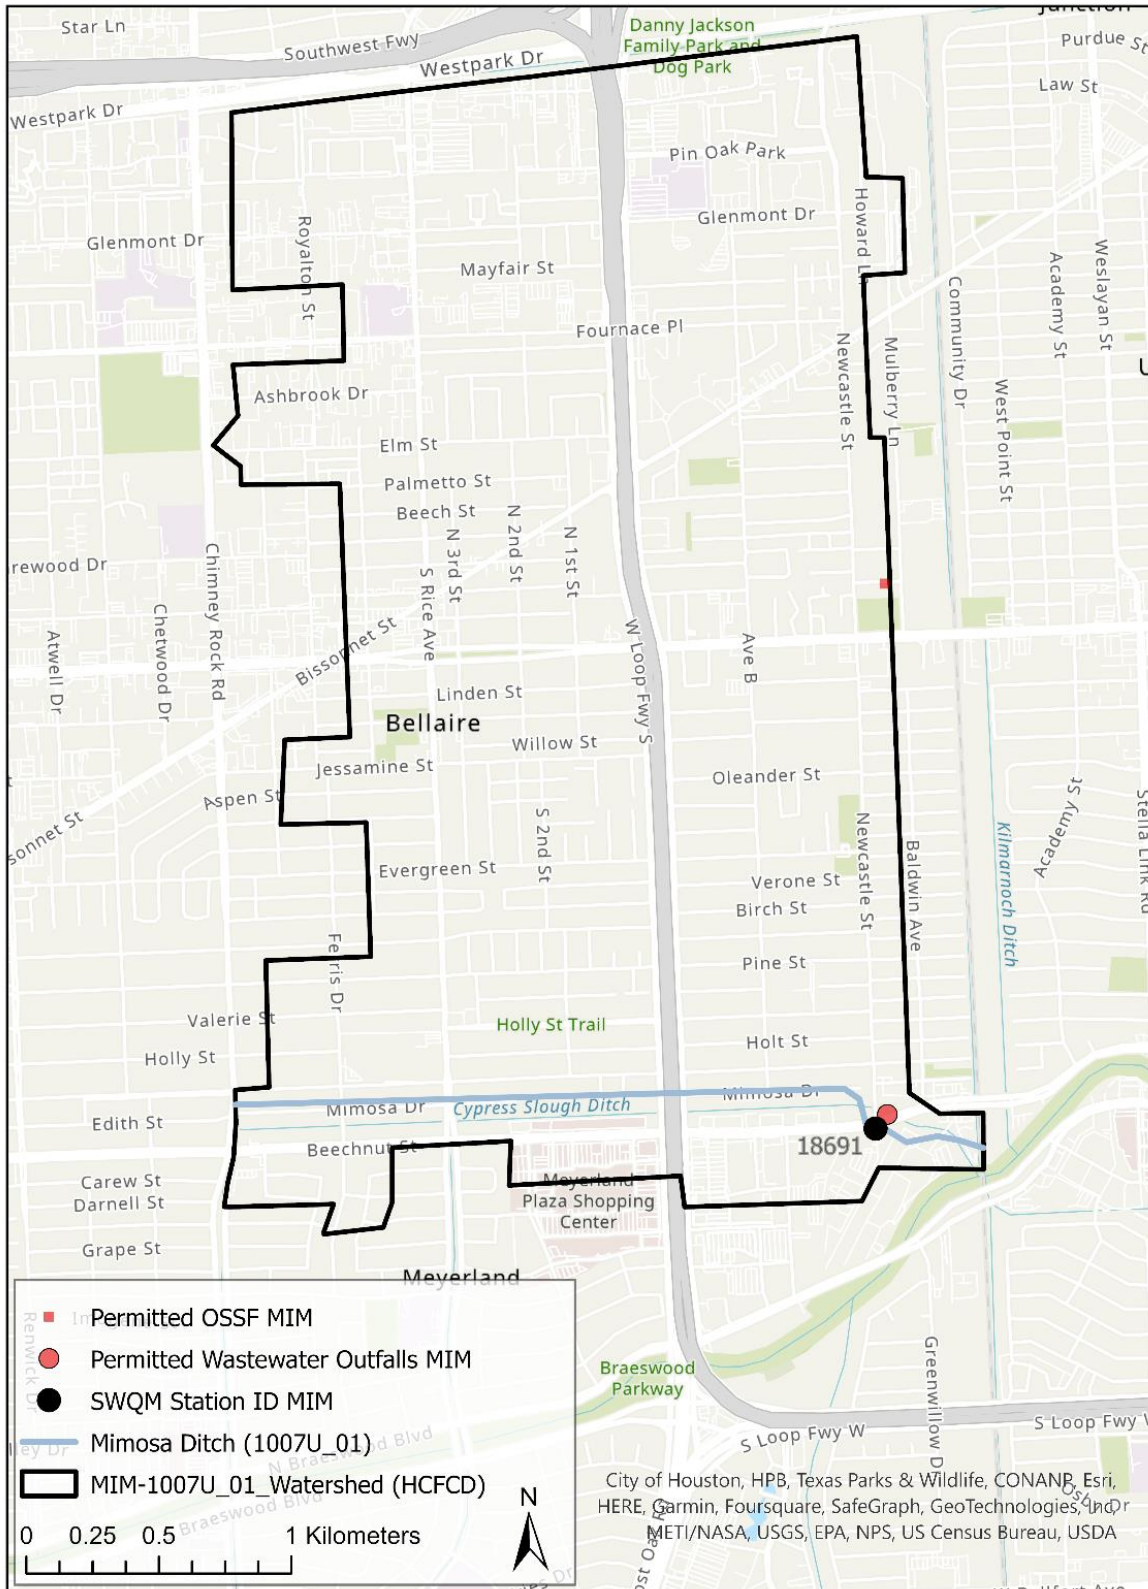 Star Ln
Southwest Fwy
Danny Jackson
Family Park and
Dog Park
Junction
Purdue St
Westpark Dr
Law St
Westpark Dr
Pin Oak Park
Glenmont Dr
Howard Ln
Royalton St
Glenmont Dr
Mayfair St
Weslayan St
Academy St
Community Dr
Fournace Pl
Newcastle St
Mulberry Ln
Ashbrook Dr
West Point St
Elm St
Palmetto St
Beech St
N 3rd St
N 2nd St
N 1st St
rewood Dr
Chimney Rock Rd
Chetwood Dr
Atwell Dr
S Rice Ave
Bissonnet St
W Loop Fwy S
Ave B
Linden St
Bellaire
Willow St
Jessamine St
Oleander St
Aspen St
sonnet St
S 2nd St
Academy St
Stella Link Rd
Kilmarnoch Ditch
Newcastle St
Baldwin Ave
Evergreen St
Verone St
Birch St
Ferris Dr
Pine St
Valerie St
Holly St Trail
Holly St
Holt St
Mimosa Dr
Mimosa Dr
Cypress Slough Ditch
Edith St
Beechnut St
18691
Carew St
Darnell St
Meyerland
Plaza Shopping
Center
Grape St
Meyerland
Permitted OSSF MIM
Permitted Wastewater Outfalls MIM
SWQM Station ID MIM
Mimosa Ditch (1007U_01)
MIM-1007U_01_Watershed (HCFCD)
0 0.25 0.5 1 Kilometers
N
Renwick Dr
N Braeswood Blvd
Braeswood Blvd
Braeswood
Parkway
Greenwillow Dr
S Loop Fwy W
S Loop Fwy W
City of Houston, HPB, Texas Parks & Wildlife, CONANP, Esri,
HERE, Garmin, Foursquare, SafeGraph, GeoTechnologies, Inc,
METI/NASA, USGS, EPA, NPS, US Census Bureau, USDA